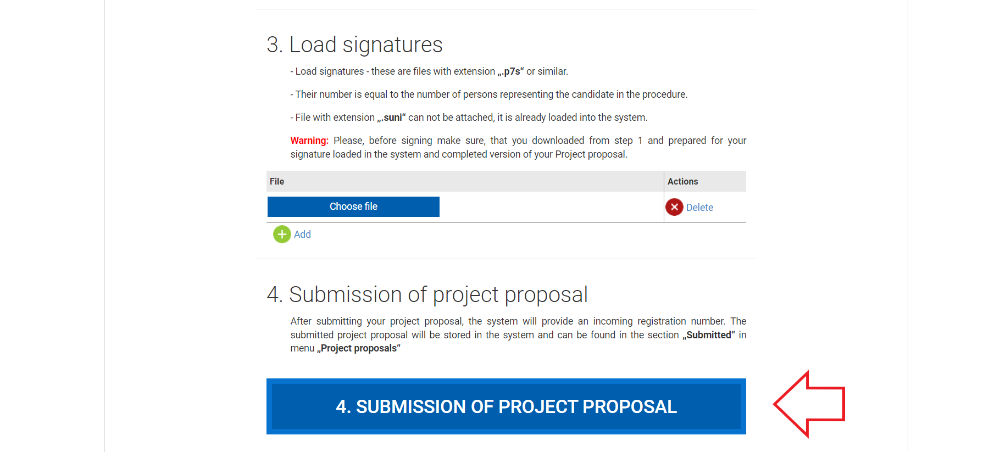 3. Load signatures
- Load signatures - these are files with extension „.p7s“ or similar.
- Their number is equal to the number of persons representing the candidate in the procedure.
- File with extension „.suni“ can not be attached, it is already loaded into the system.
Warning: Please, before signing make sure, that you downloaded from step 1 and prepared for your
signature loaded in the system and completed version of your Project proposal.
File Actions
Choose file Delete
Add
4. Submission of project proposal
After submitting your project proposal, the system will provide an incoming registration number. The
submitted project proposal will be stored in the system and can be found in the section „Submitted“ in
menu „Project proposals“
4. SUBMISSION OF PROJECT PROPOSAL